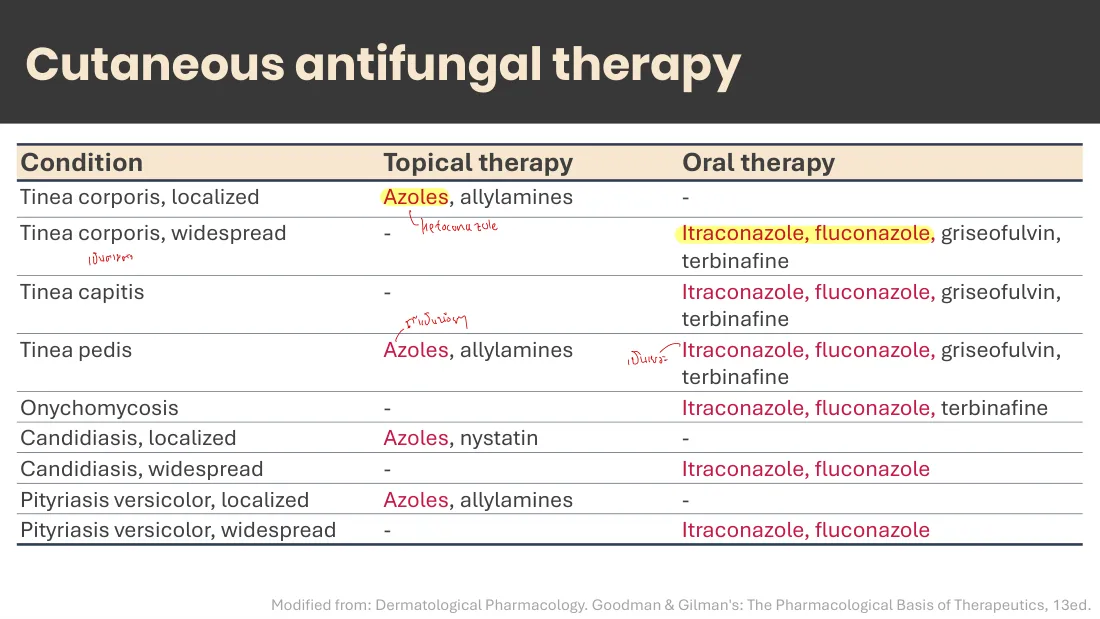 Cutaneous antifungal therapy
Condition Topical therapy Oral therapy
Tinea corporis, localized Azoles, allylamines -
ketoconazole
Tinea corporis, widespread - Itraconazole, fluconazole, griseofulvin,
terbinafine
Tinea capitis - Itraconazole, fluconazole, griseofulvin,
terbinafine
Tinea pedis Azoles, allylamines Itraconazole, fluconazole, griseofulvin,
terbinafine
Onychomycosis - Itraconazole, fluconazole, terbinafine
Candidiasis, localized Azoles, nystatin -
Candidiasis, widespread - Itraconazole, fluconazole
Pityriasis versicolor, localized Azoles, allylamines -
Pityriasis versicolor, widespread - Itraconazole, fluconazole
Modified from: Dermatological Pharmacology. Goodman & Gilman's: The Pharmacological Basis of Therapeutics, 13ed.